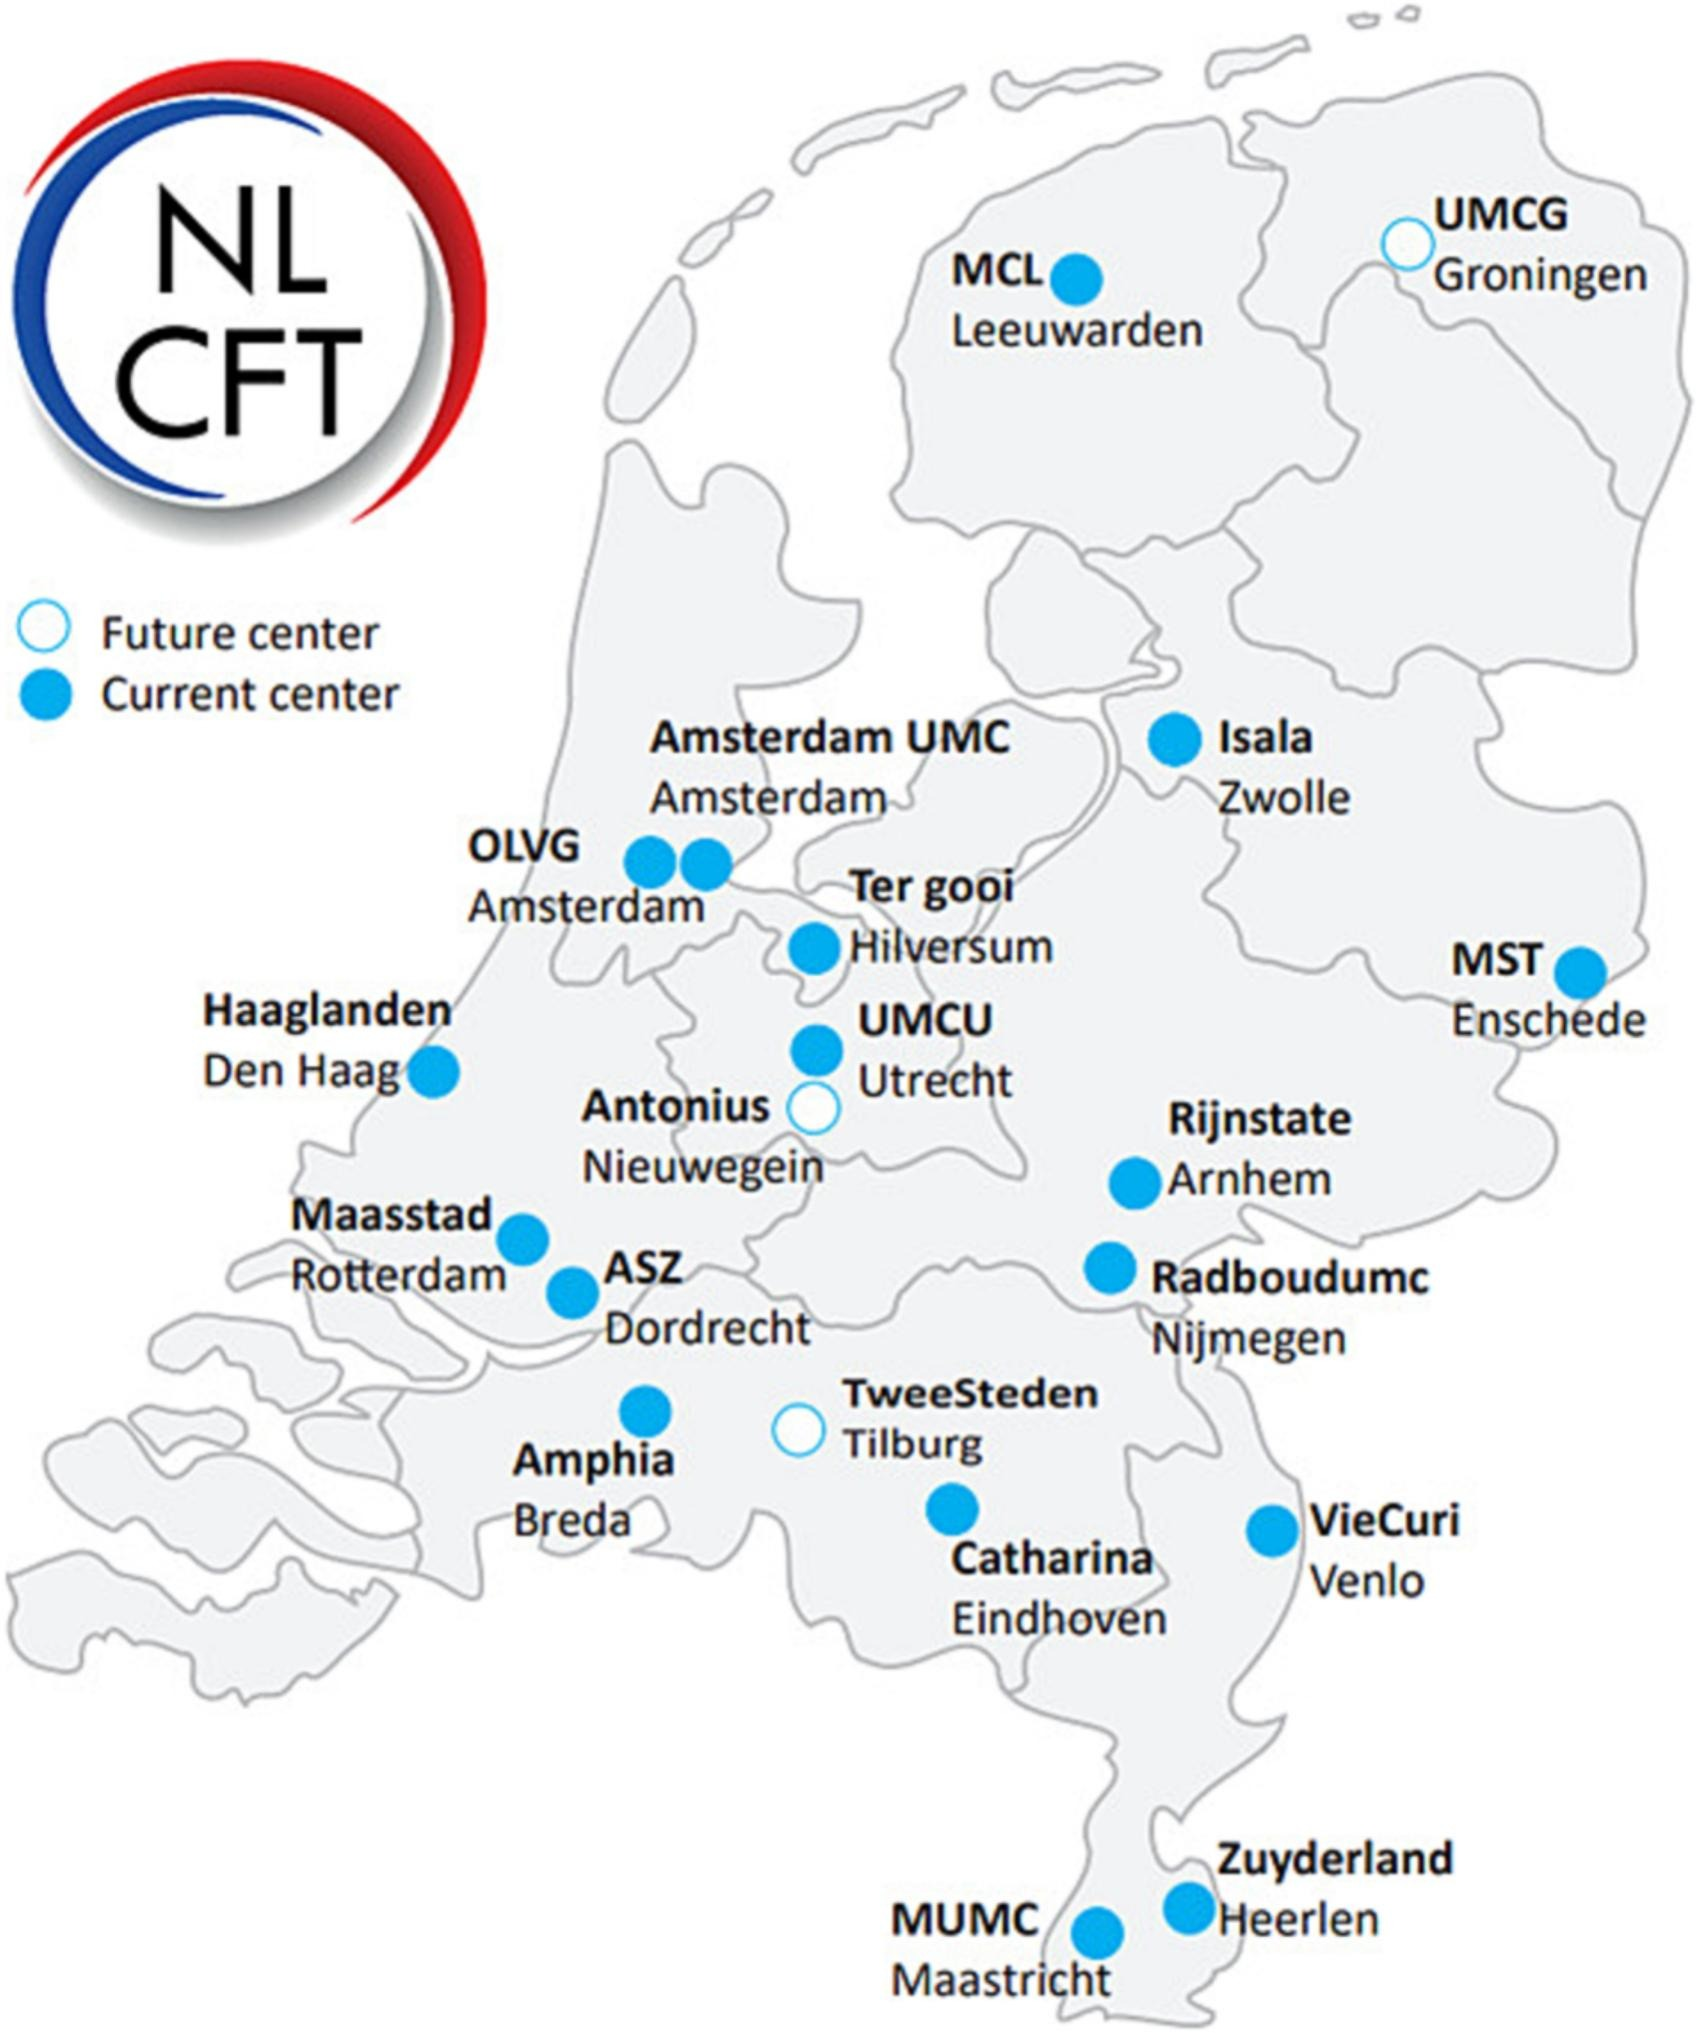 NL
CFT
Future center
Current center
UMCG
Groningen
MCL
Leeuwarden
Amsterdam UMC
Amsterdam
Isala
Zwolle
OLVG
Amsterdam
Ter gooi
Hilversum
MST
Enschede
Haaglanden
Den Haag
UMCU
Utrecht
Antonius
Nieuwegein
Rijnstate
Arnhem
Maasstad
Rotterdam
ASZ
Dordrecht
Radboudumc
Nijmegen
TweeSteden
Tilburg
Amphia
Breda
Catharina
Eindhoven
VieCuri
Venlo
Zuyderland
Heerlen
MUMC
Maastricht